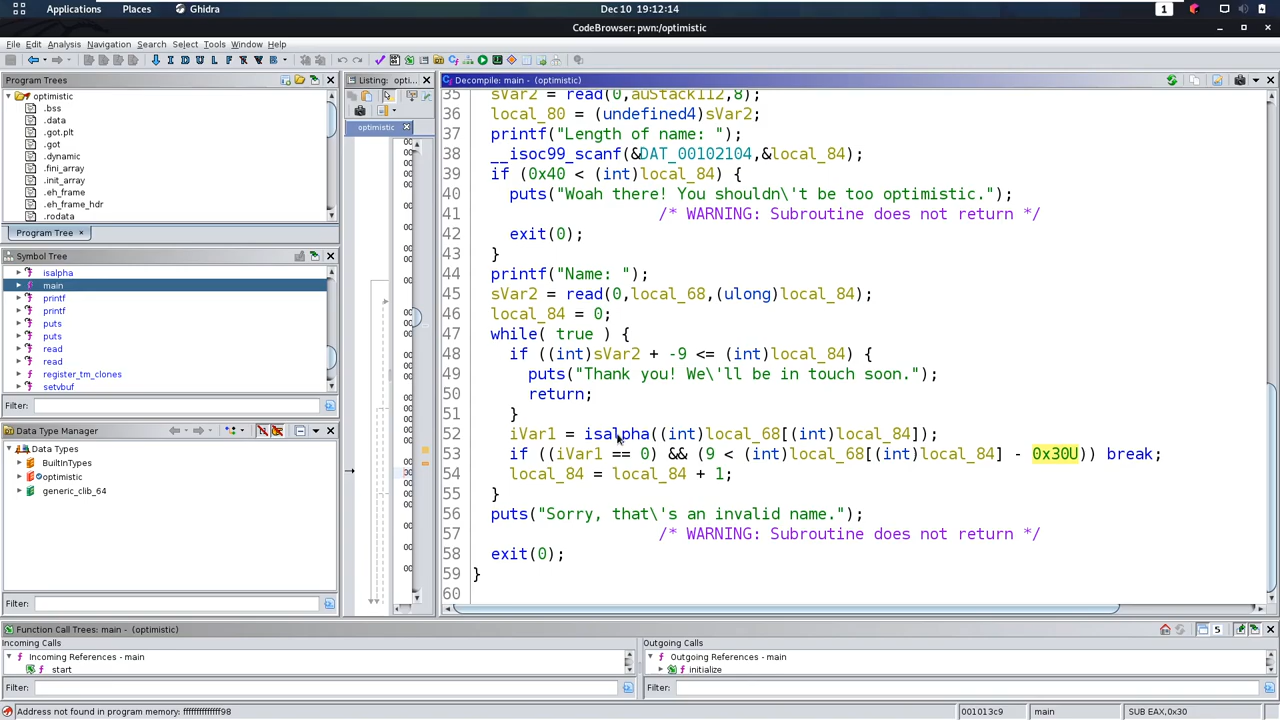 Applications Places Ghidra Dec 10 19:12:14 1
CodeBrowser: pwn:/optimistic
File Edit Analysis Navigation Search Select Tools Window Help
I D U L F R V B
Program Trees
optimistic
.bss
.data
.got.plt
.got
.dynamic
.fini_array
.init_array
.eh_frame
.eh_frame_hdr
.rodata
Program Tree ×
Symbol Tree
isalpha
main
printf
printf
puts
puts
read
read
register_tm_clones
setvbuf
Filter:
Data Type Manager
Data Types
BuiltInTypes
optimistic
generic_clib_64
Filter:
Listing: opti...
optimistic
Decompile: main - (optimistic)
35 sVar2 = read(0,auStack112,8);
36 local_80 = (undefined4)sVar2;
37 printf("Length of name: ");
38 __isoc99_scanf(&DAT_00102104,&local_84);
39 if (0x40 < (int)local_84) {
40 puts("Woah there! You shouldn\'t be too optimistic.");
41 /* WARNING: Subroutine does not return */
42 exit(0);
43 }
44 printf("Name: ");
45 sVar2 = read(0,local_68,(ulong)local_84);
46 local_84 = 0;
47 while( true ) {
48 if ((int)sVar2 + -9 <= (int)local_84) {
49 puts("Thank you! We\'ll be in touch soon.");
50 return;
51 }
52 iVar1 = isalpha((int)local_68[(int)local_84]);
53 if ((iVar1 == 0) && (9 < (int)local_68[(int)local_84] - 0x30U)) break;
54 local_84 = local_84 + 1;
55 }
56 puts("Sorry, that\'s an invalid name.");
57 /* WARNING: Subroutine does not return */
58 exit(0);
59 }
60
Function Call Trees: main - (optimistic) 5
Incoming Calls
Incoming References - main
start
Filter:
Outgoing Calls
Outgoing References - main
initialize
Filter:
Address not found in program memory: ffffffffffffff98 001013c9 main SUB EAX,0x30